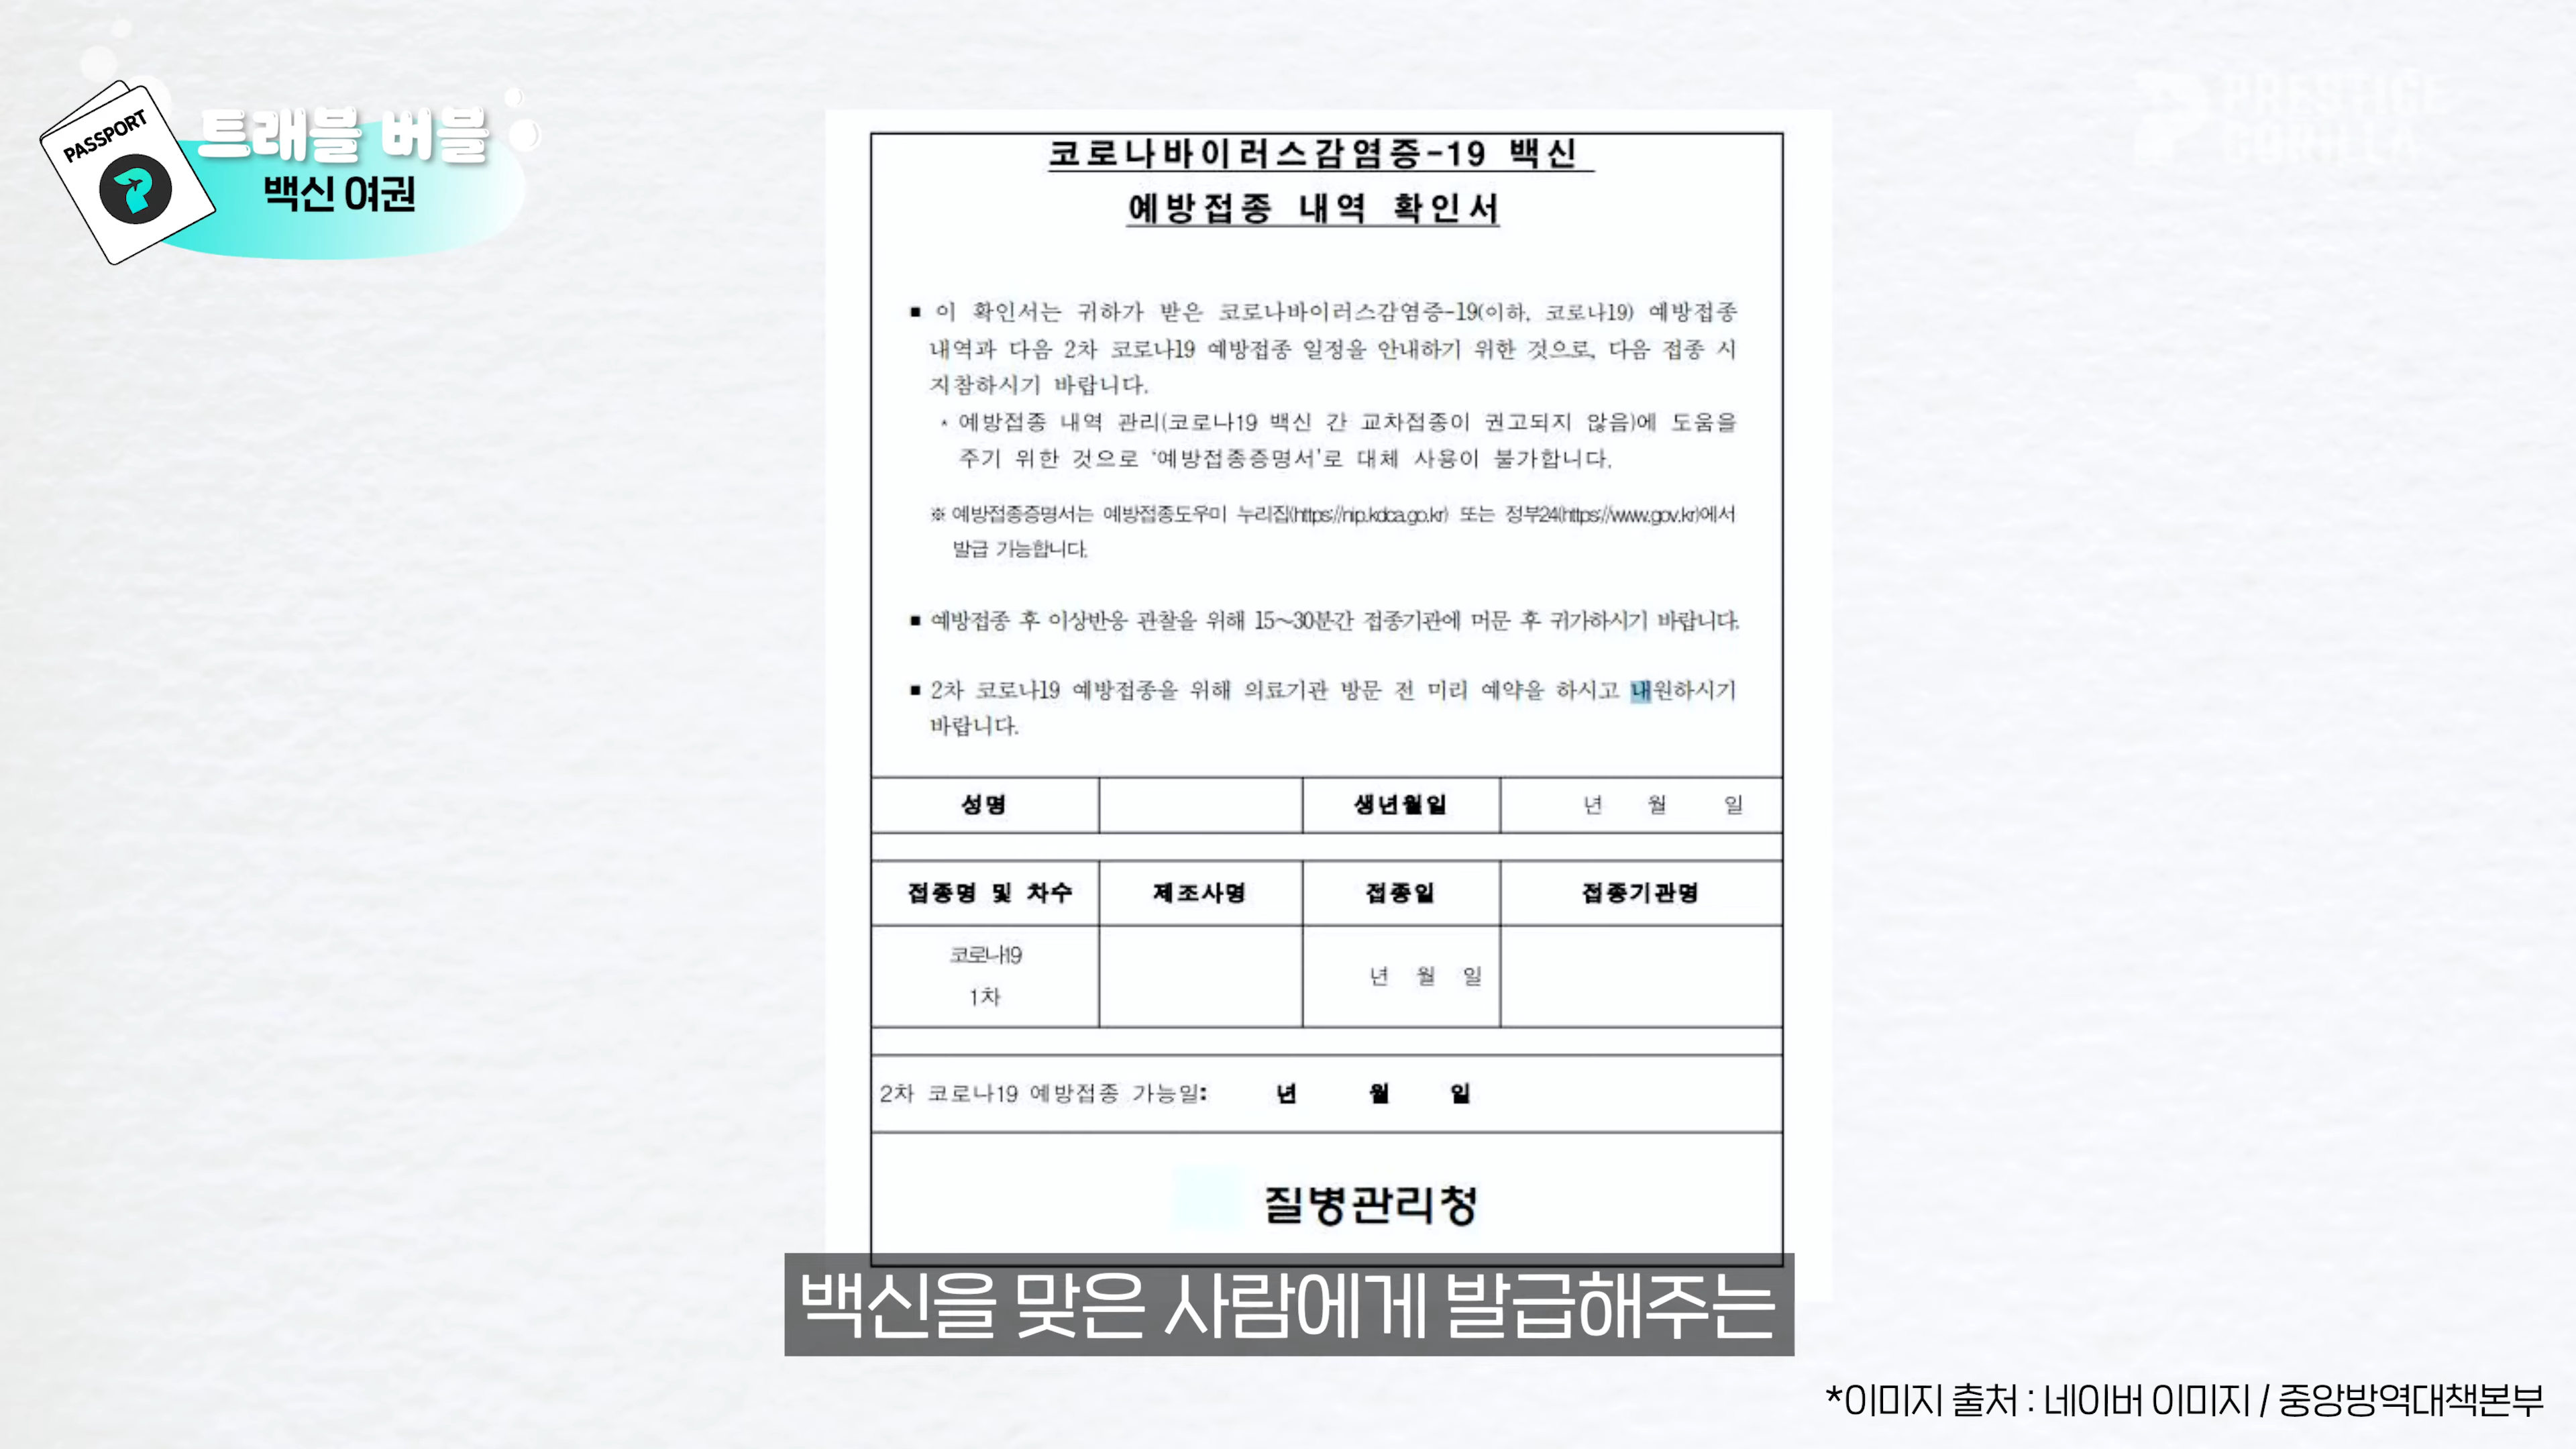 PASSPORT
트래블 버블
백신 여권
PRESTIGE
GORILLA
코로나바이러스감염증-19 백신
예방접종 내역 확인서
■ 이 확인서는 귀하가 받은 코로나바이러스감염증-19(이하, 코로나19) 예방접종
내역과 다음 2차 코로나19 예방접종 일정을 안내하기 위한 것으로, 다음 접종 시
지참하시기 바랍니다.
* 예방접종 내역 관리(코로나19 백신 간 교차접종이 권고되지 않음)에 도움을
주기 위한 것으로 '예방접종증명서'로 대체 사용이 불가합니다.
※ 예방접종증명서는 예방접종도우미 누리집(https://nip.kdca.go.kr) 또는 정부24(https://www.gov.kr)에서
발급 가능합니다.
■ 예방접종 후 이상반응 관찰을 위해 15~30분간 접종기관에 머문 후 귀가하시기 바랍니다.
■ 2차 코로나19 예방접종을 위해 의료기관 방문 전 미리 예약을 하시고 내원하시기
바랍니다.
성명 생년월일 년 월 일
접종명 및 차수 제조사명 접종일 접종기관명
코로나19
1차
년 월 일
2차 코로나19 예방접종 가능일: 년 월 일
질병관리청
백신을 맞은 사람에게 발급해주는
*이미지 출처 : 네이버 이미지 / 중앙방역대책본부